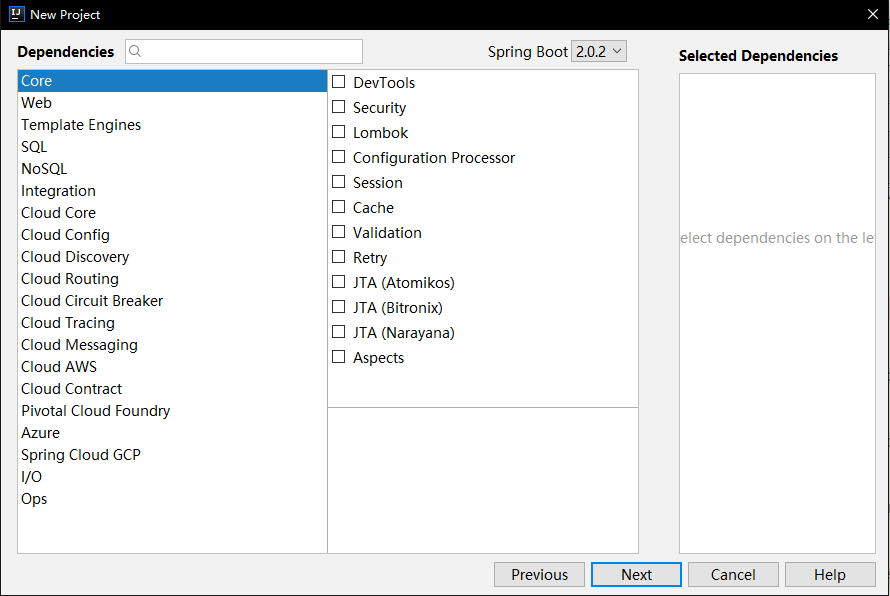 New Project
Dependencies
Spring Boot 2.0.2
Selected Dependencies
Core
Web
Template Engines
SQL
NoSQL
Integration
Cloud Core
Cloud Config
Cloud Discovery
Cloud Routing
Cloud Circuit Breaker
Cloud Tracing
Cloud Messaging
Cloud AWS
Cloud Contract
Pivotal Cloud Foundry
Azure
Spring Cloud GCP
I/O
Ops
DevTools
Security
Lombok
Configuration Processor
Session
Cache
Validation
Retry
JTA (Atomikos)
JTA (Bitronix)
JTA (Narayana)
Aspects
elect dependencies on the le
Previous
Next
Cancel
Help